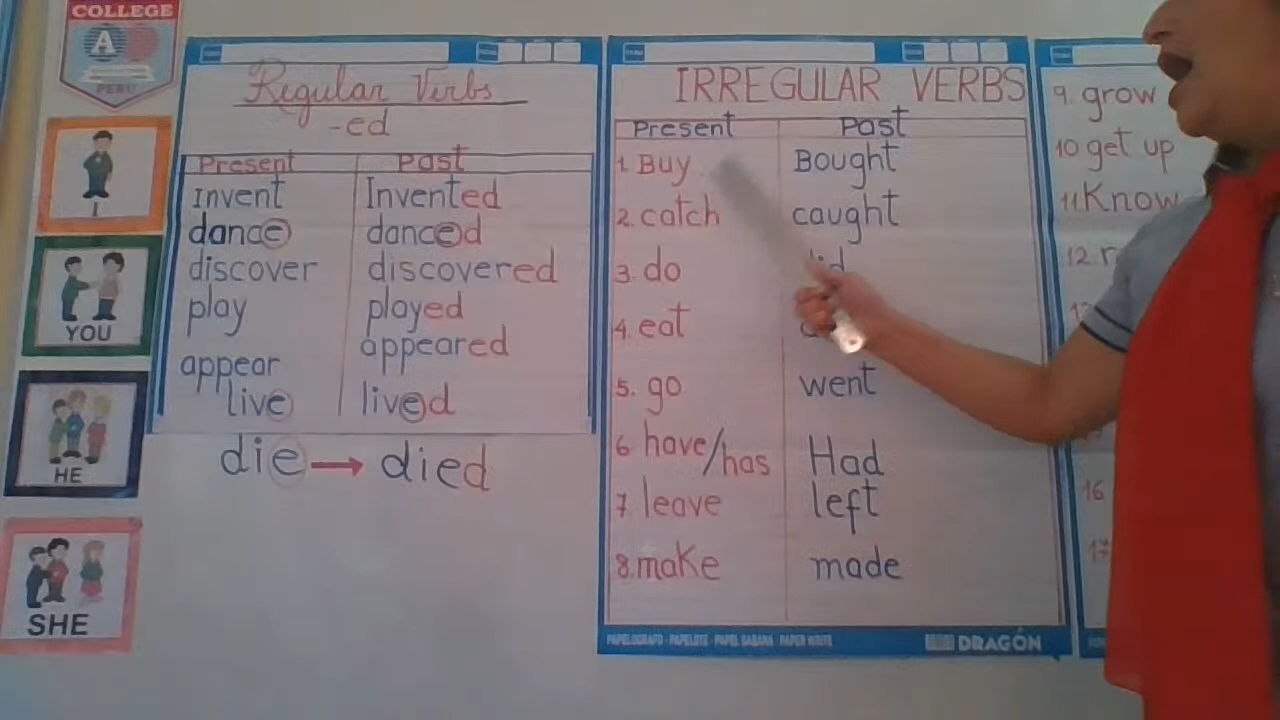 COLLEGE
A
PERU
I
YOU
HE
SHE
Regular Verbs
-ed
Present Past
Invent Invented
dance danced
discover discovered
play played
appear appeared
live lived
die → died
IRREGULAR VERBS
Present Past
1. Buy Bought
2. catch caught
3. do did
4. eat
5. go went
6 have/has Had
7. leave left
8. make made
PAPELOGRAFO · PAPELOTE · PAPEL SABANA · PAPER WRITE DRAGÓN
9. grow
10 get up
11. Know
12. r
16
17